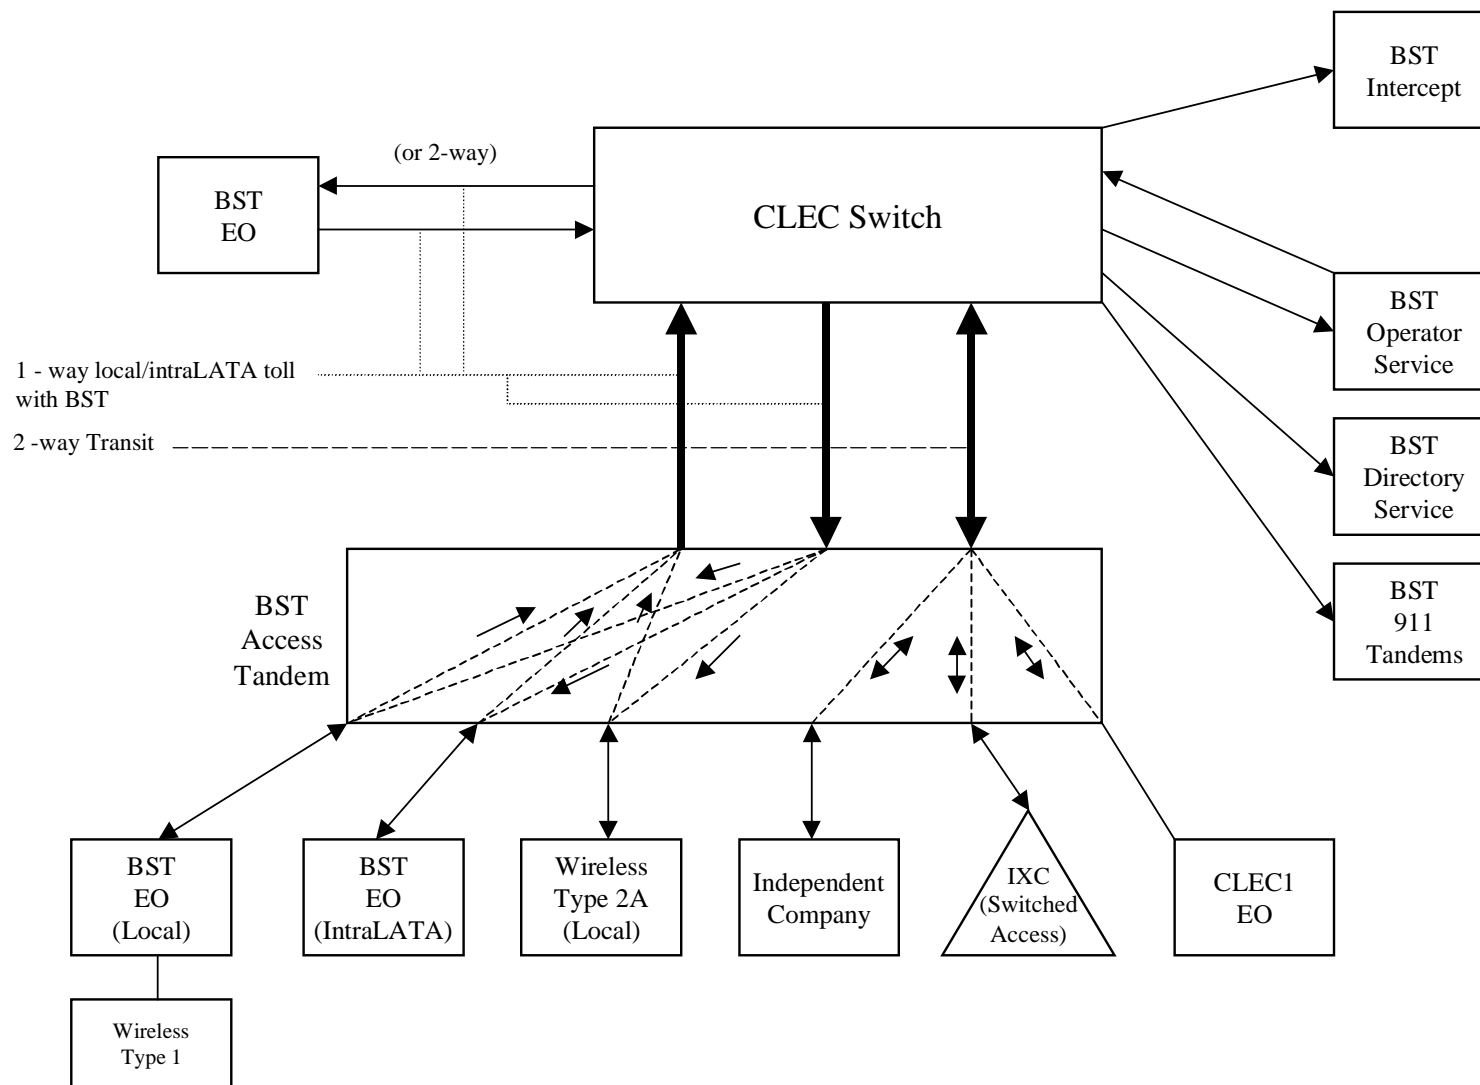 BST
Intercept
(or 2-way)
BST
EO
CLEC Switch
BST
Operator
Service
1 - way local/intraLATA toll
with BST
2 -way Transit
BST
Directory
Service
BST
911
Tandems
BST
Access
Tandem
BST
EO
(Local)
BST
EO
(IntraLATA)
Wireless
Type 2A
(Local)
Independent
Company
IXC
(Switched
Access)
CLEC1
EO
Wireless
Type 1